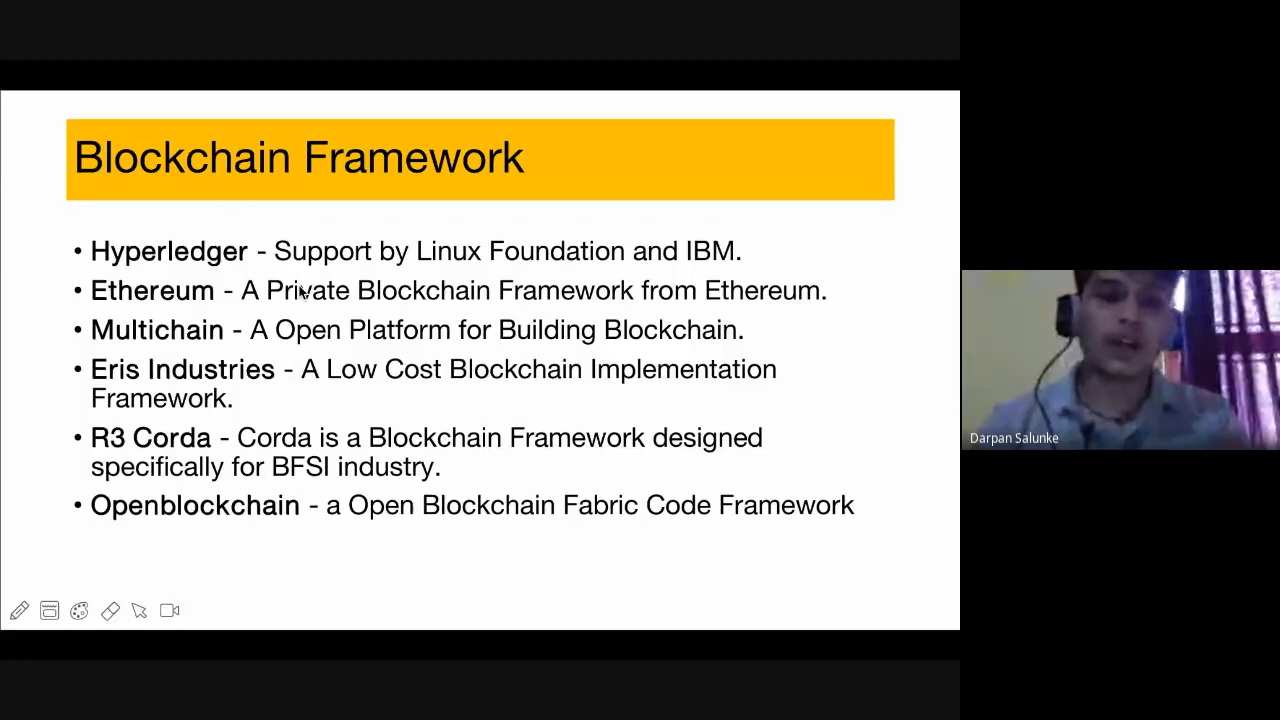 Blockchain Framework
• Hyperledger - Support by Linux Foundation and IBM.
• Ethereum - A Private Blockchain Framework from Ethereum.
• Multichain - A Open Platform for Building Blockchain.
• Eris Industries - A Low Cost Blockchain Implementation
Framework.
• R3 Corda - Corda is a Blockchain Framework designed
specifically for BFSI industry.
• Openblockchain - a Open Blockchain Fabric Code Framework
Darpan Salunke